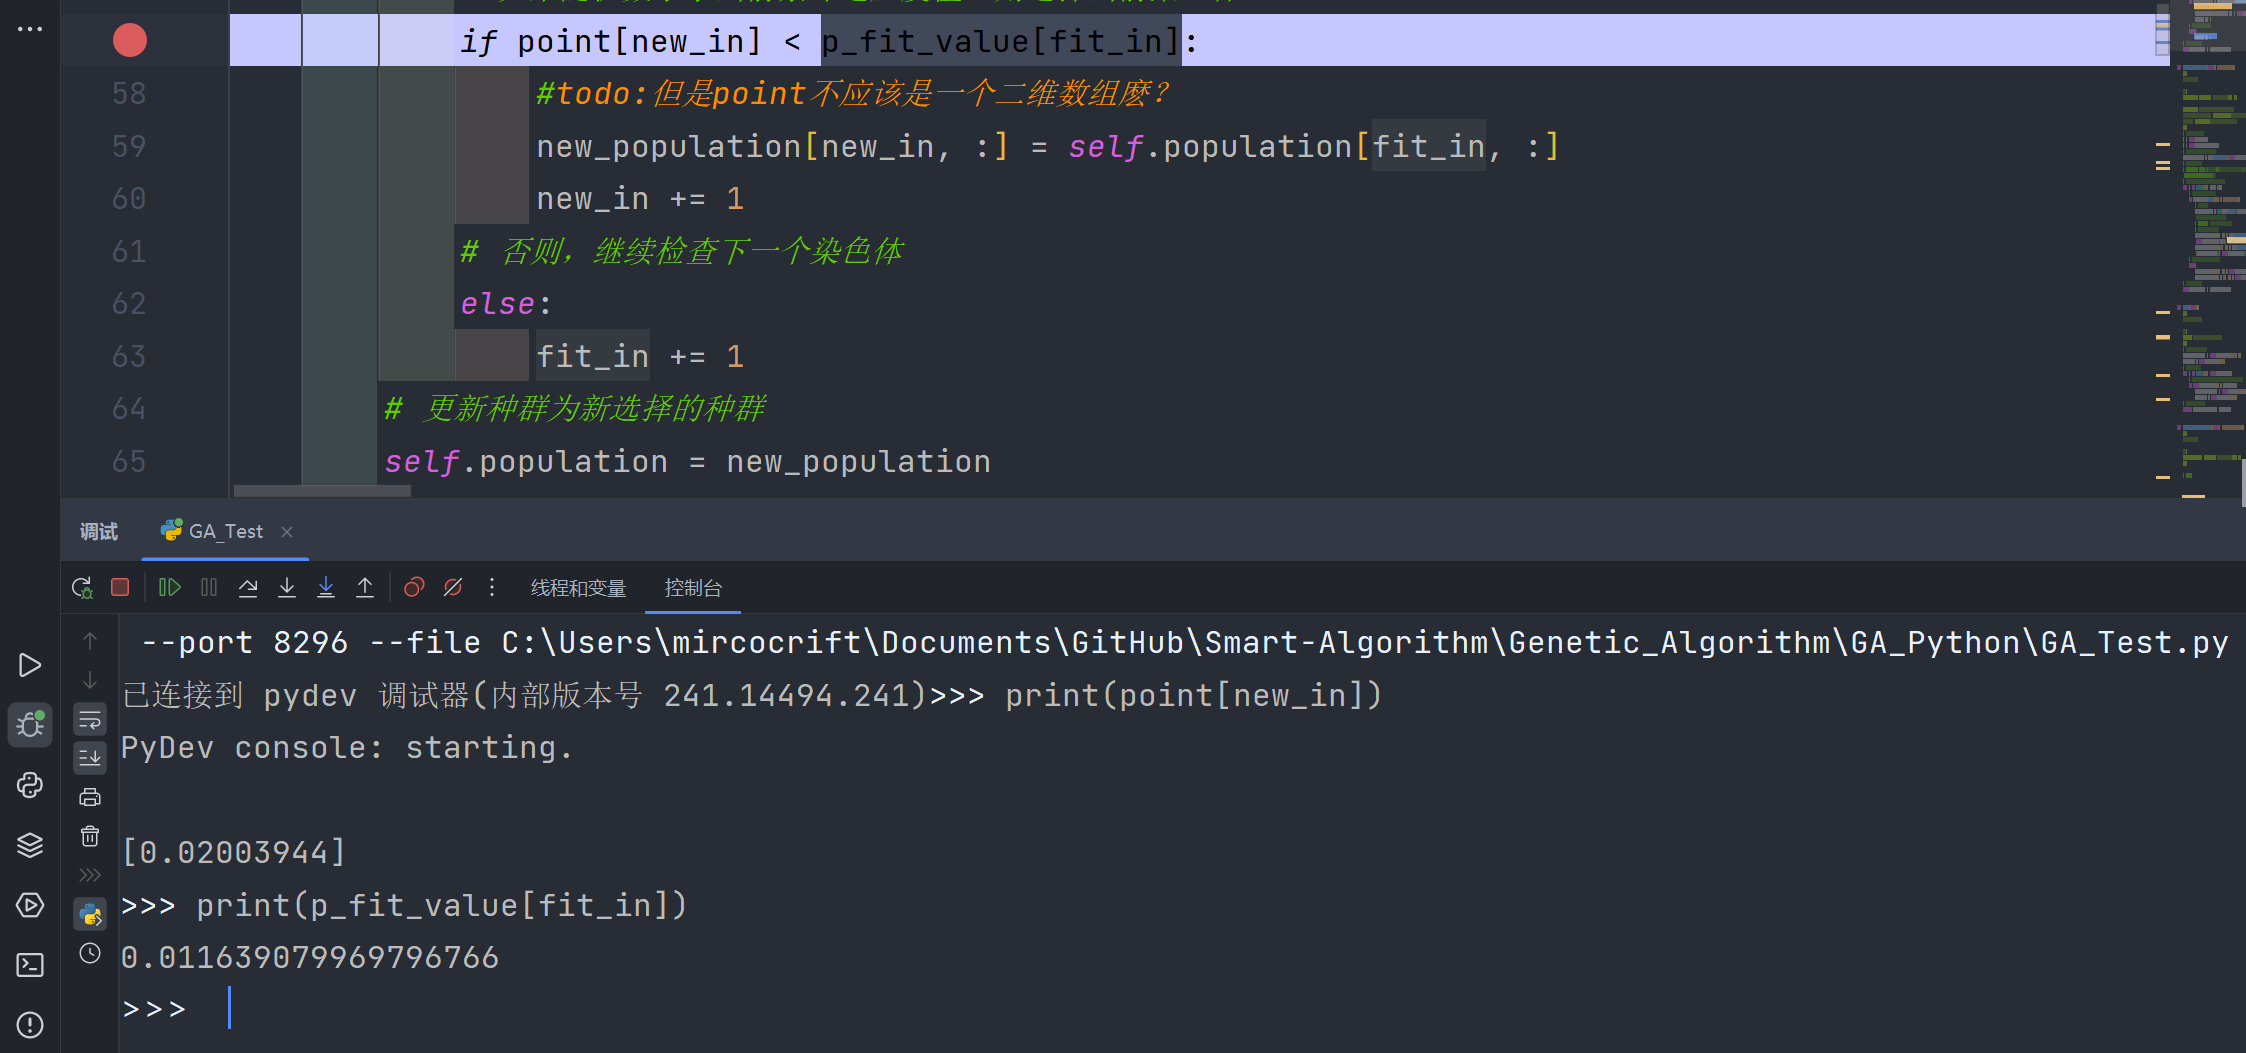 if point[new_in] < p_fit_value[fit_in]:
58 #todo:但是point不应该是一个二维数组麽？
59 new_population[new_in, :] = self.population[fit_in, :]
60 new_in += 1
61 # 否则，继续检查下一个染色体
62 else:
63 fit_in += 1
64 # 更新种群为新选择的种群
65 self.population = new_population
调试 GA_Test
线程和变量 控制台
--port 8296 --file C:\Users\mircocrift\Documents\GitHub\Smart-Algorithm\Genetic_Algorithm\GA_Python\GA_Test.py
已连接到 pydev 调试器(内部版本号 241.14494.241)>>> print(point[new_in])
PyDev console: starting.
[0.02003944]
>>> print(p_fit_value[fit_in])
0.011639079969796766
>>>